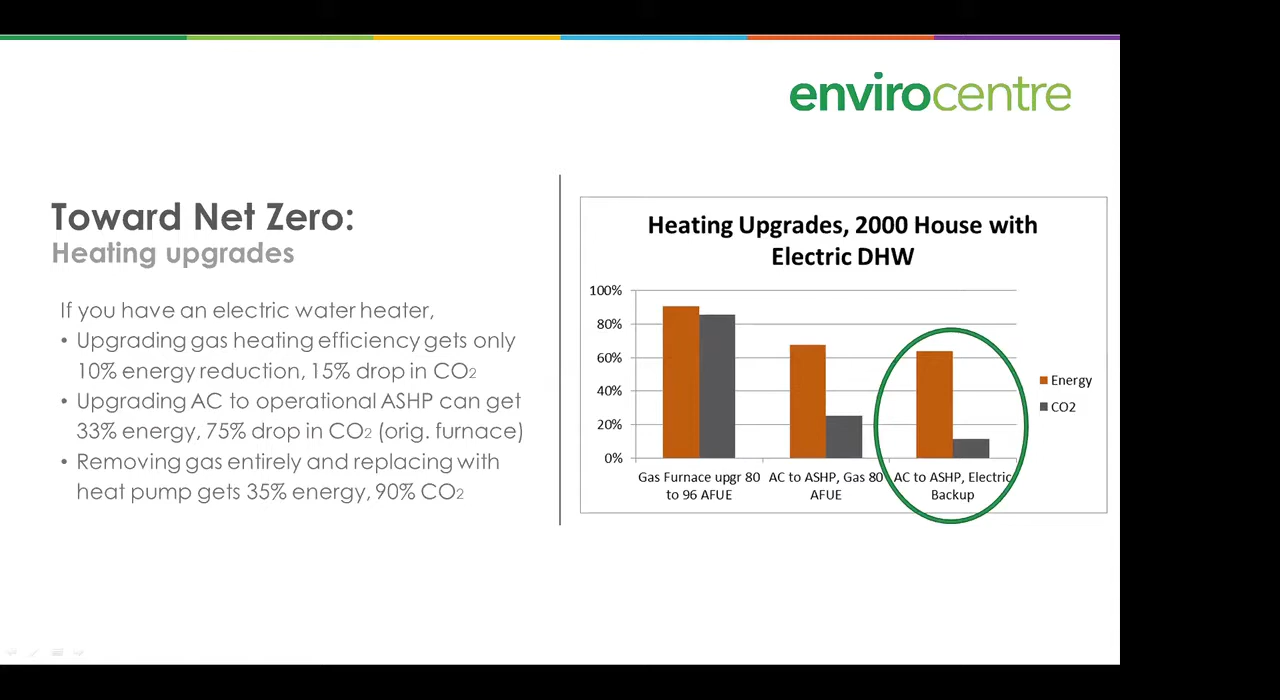 envirocentre
Toward Net Zero:
Heating upgrades
If you have an electric water heater,
• Upgrading gas heating efficiency gets only
10% energy reduction, 15% drop in CO2
• Upgrading AC to operational ASHP can get
33% energy, 75% drop in CO2 (orig. furnace)
• Removing gas entirely and replacing with
heat pump gets 35% energy, 90% CO2
Heating Upgrades, 2000 House with
Electric DHW
100%
80%
60%
40%
20%
0%
Gas Furnace upgr 80
to 96 AFUE
AC to ASHP, Gas 80
AFUE
AC to ASHP, Electric
Backup
Energy
CO2